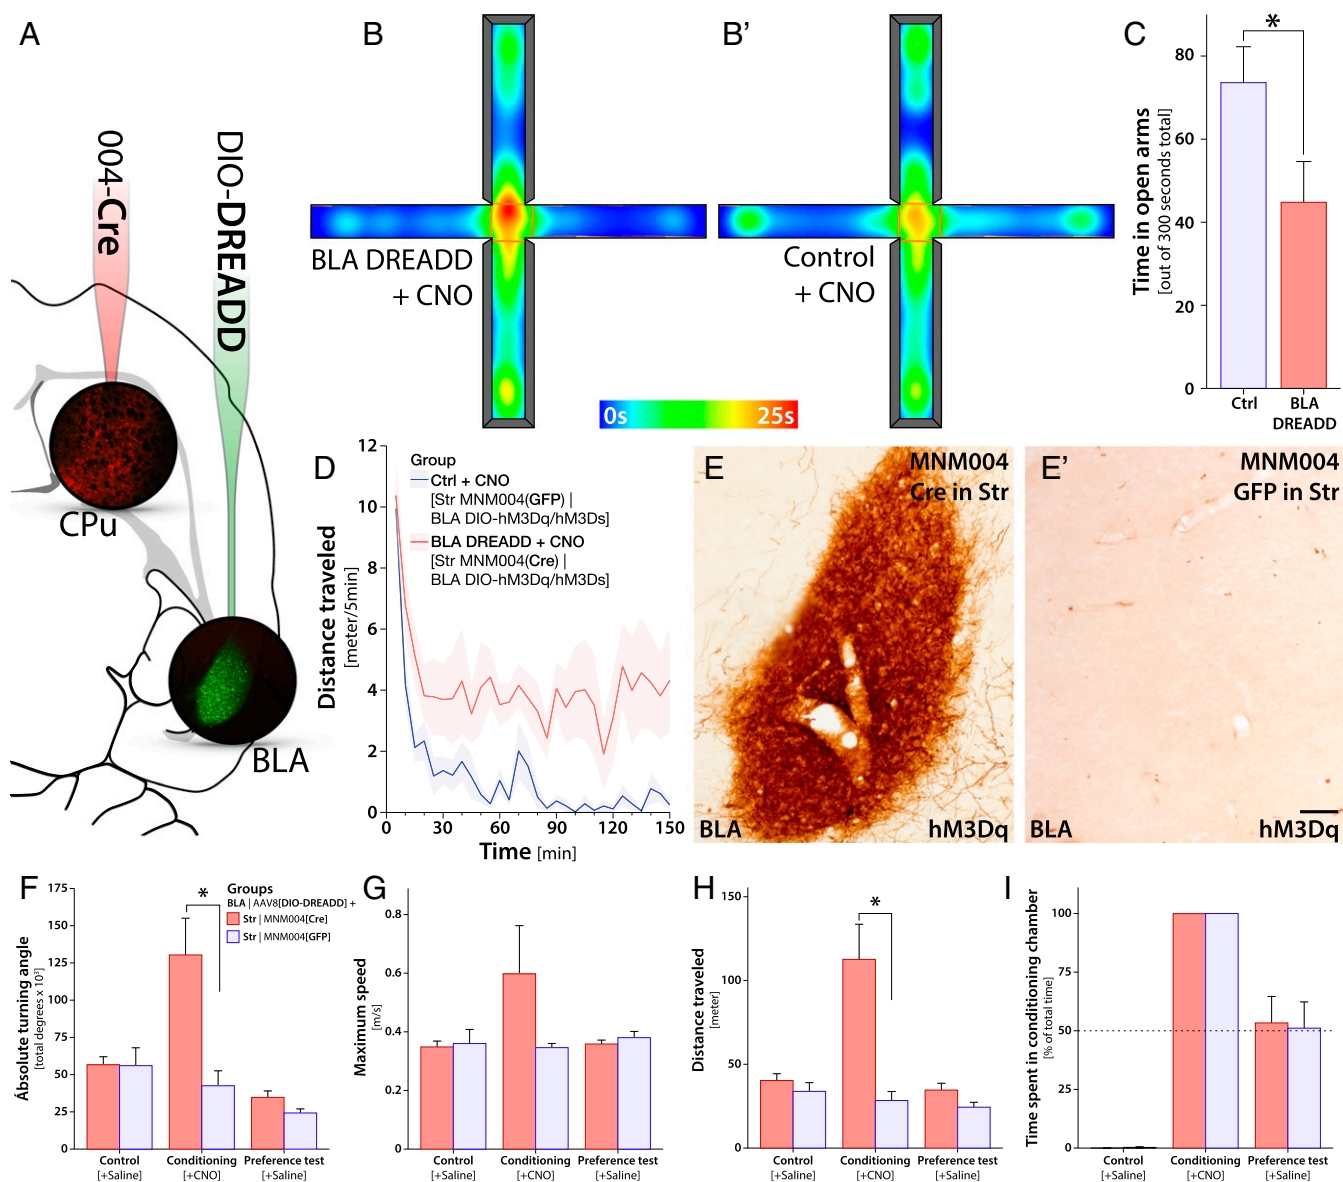 A
004-Cre
DIO-DREADD
CPu
BLA
B
BLA DREADD
+ CNO
B’
Control
+ CNO
0s
25s
C
Time in open arms
[out of 300 seconds total]
80
60
40
20
0
*
Ctrl
BLA
DREADD
D
Distance traveled
[meter/5min]
12
10
8
6
4
2
0
Group
Ctrl + CNO
[Str MNM004(GFP) |
BLA DIO-hM3Dq/hM3Ds]
BLA DREADD + CNO
[Str MNM004(Cre) |
BLA DIO-hM3Dq/hM3Ds]
0
30
60
90
120
150
Time [min]
E
MNM004
Cre in Str
BLA
hM3Dq
E’
MNM004
GFP in Str
BLA
hM3Dq
F
Absolute turning angle
[total degrees x 10³]
175
150
125
100
75
50
25
0
*
Groups
BLA | AAV8[DIO-DREADD] +
Str | MNM004[Cre]
Str | MNM004[GFP]
Control
[+Saline]
Conditioning
[+CNO]
Preference test
[+Saline]
G
Maximum speed
[m/s]
0.8
0.6
0.4
0.2
0
Control
[+Saline]
Conditioning
[+CNO]
Preference test
[+Saline]
H
Distance traveled
[meter]
150
100
50
0
*
Control
[+Saline]
Conditioning
[+CNO]
Preference test
[+Saline]
I
Time spent in conditioning chamber
[% of total time]
100
75
50
25
0
Control
[+Saline]
Conditioning
[+CNO]
Preference test
[+Saline]